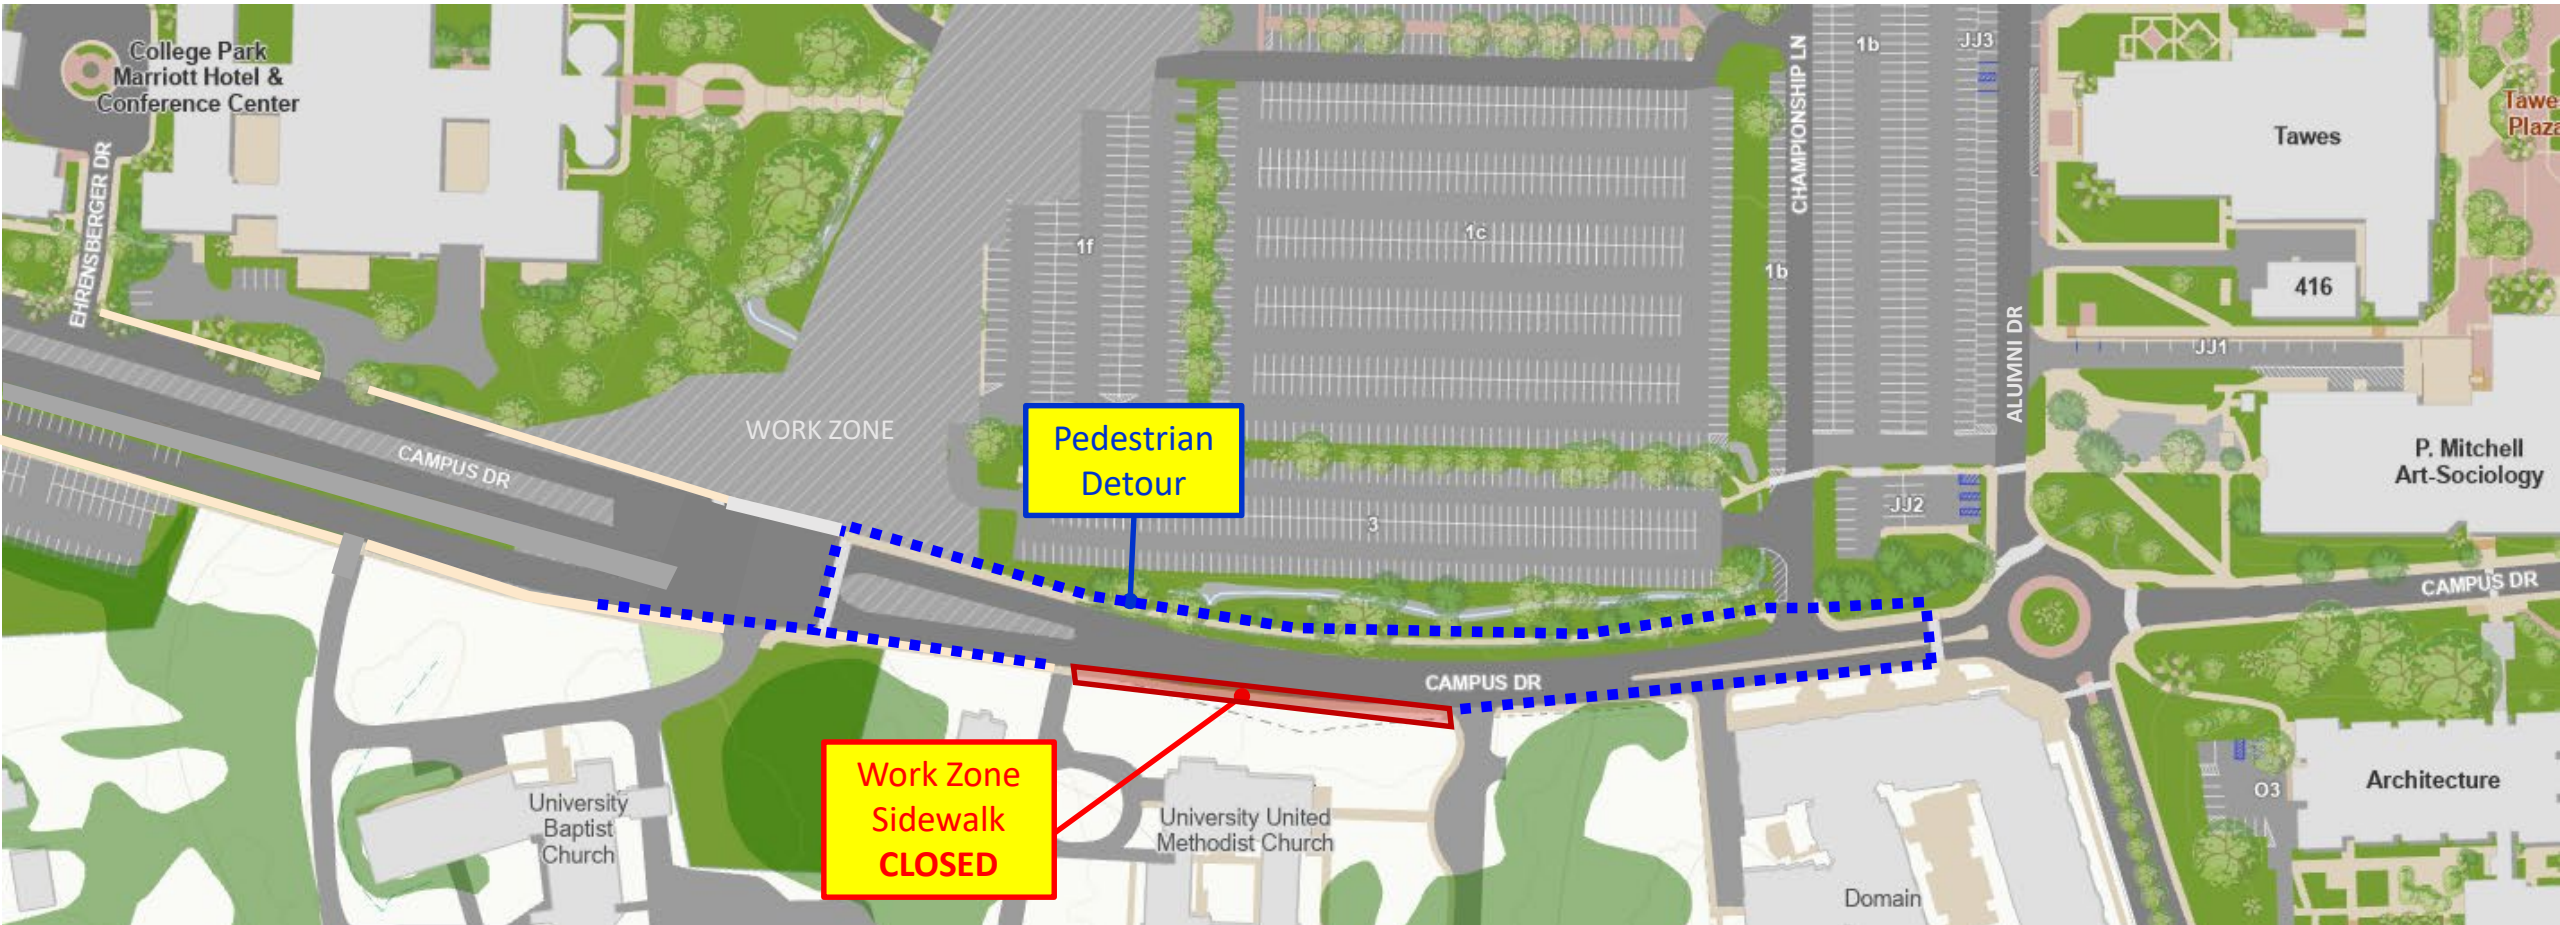 College Park
Marriott Hotel &
Conference Center
EHRENSBERGER DR
CAMPUS DR
WORK ZONE
1f
1c
1b
CHAMPIONSHIP LN
1b
JJ3
ALUMNI DR
Tawes
Plaza
416
JJ1
P. Mitchell
Art-Sociology
Pedestrian
Detour
3
JJ2
CAMPUS DR
CAMPUS DR
Work Zone
Sidewalk
CLOSED
University
Baptist
Church
University United
Methodist Church
Domain
Architecture
O3